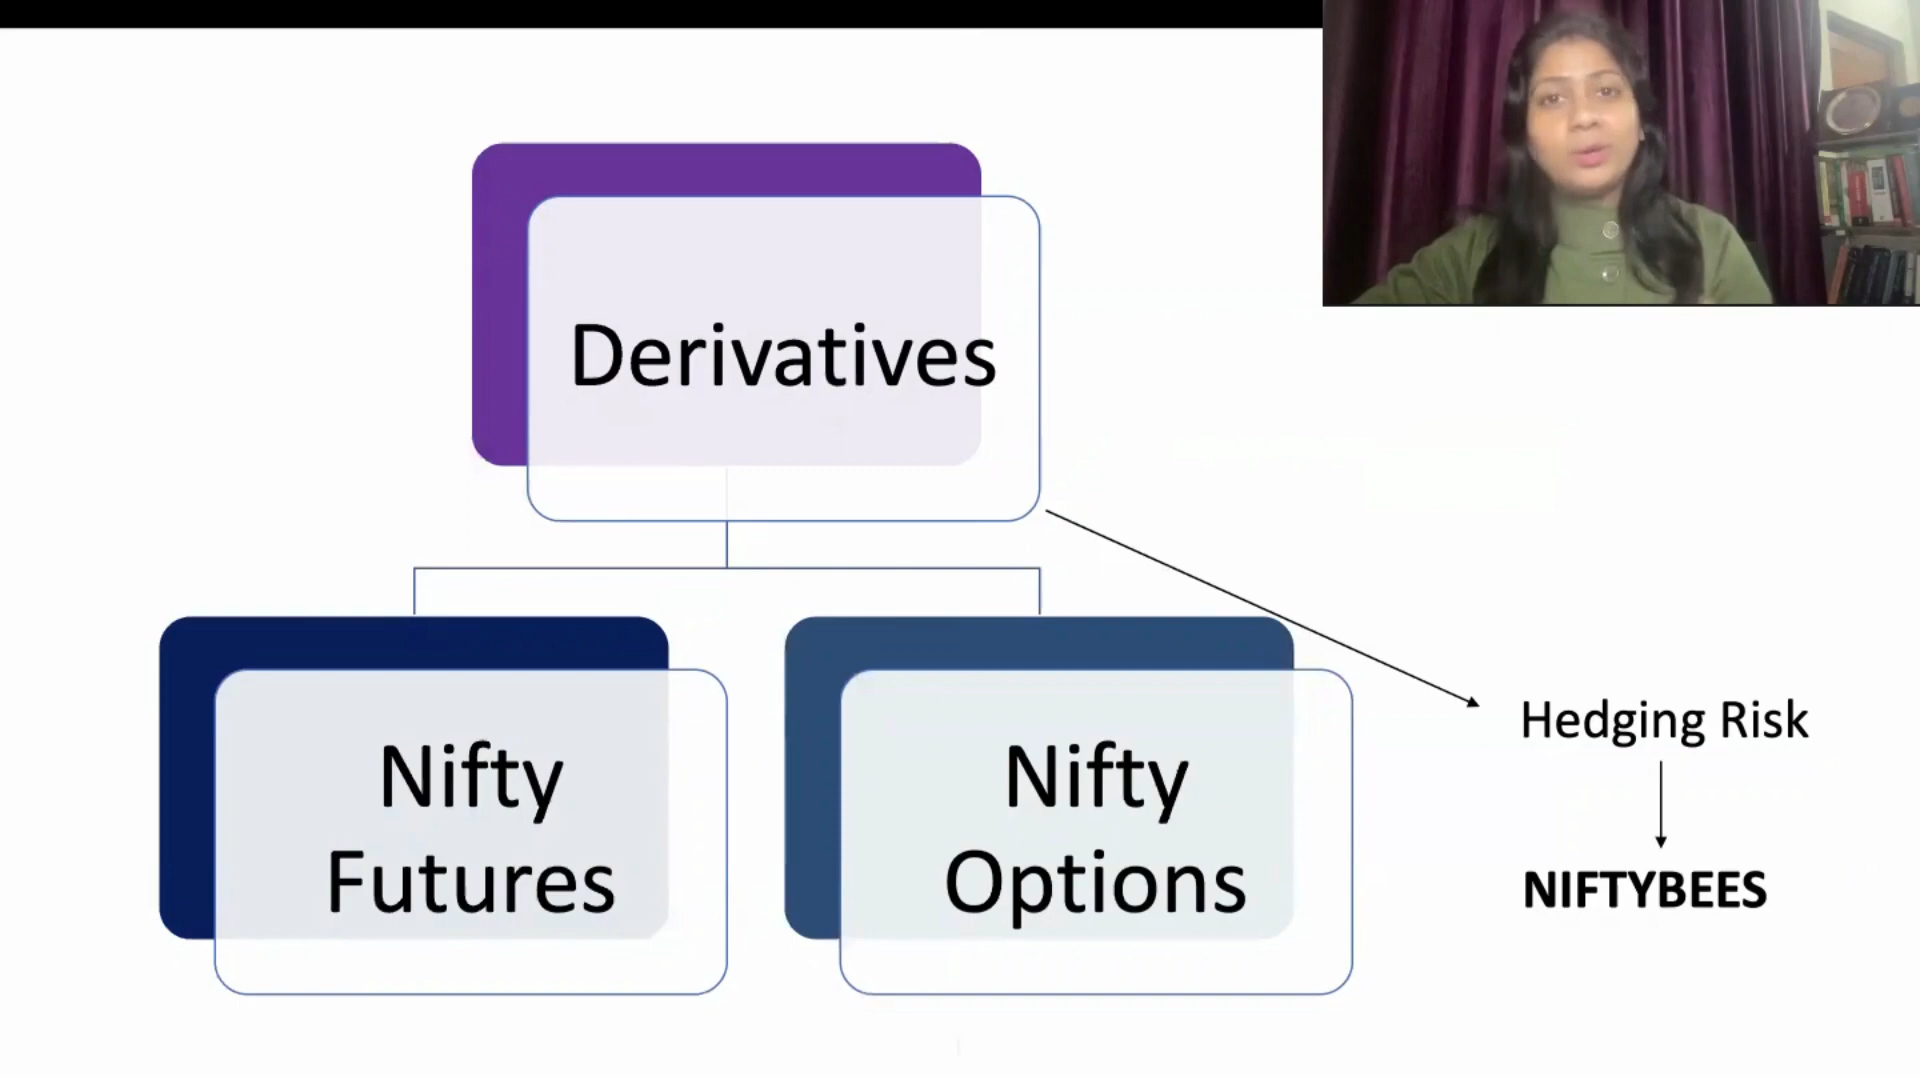 Derivatives
Nifty
Futures
Nifty
Options
Hedging Risk
NIFTYBEES